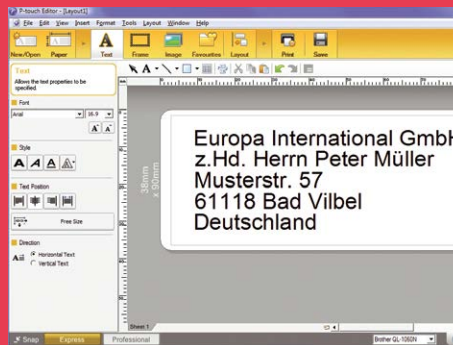 P-touch Editor - [Layout1]
File Edit View Insert Format Tools Layout Window Help
New/Open Paper Text Frame Image Favourites Layout Print Save
Text
Allows the text properties to be
specified.
Font
Arial 16.9
Style
Text Position
Free Size
Direction
Horizontal Text
Vertical Text
38mm
x 90mm
Europa International GmbH
z.Hd. Herrn Peter Müller
Musterstr. 57
61118 Bad Vilbel
Deutschland
Sheet 1
Snap Express Professional
Brother QL-1060N